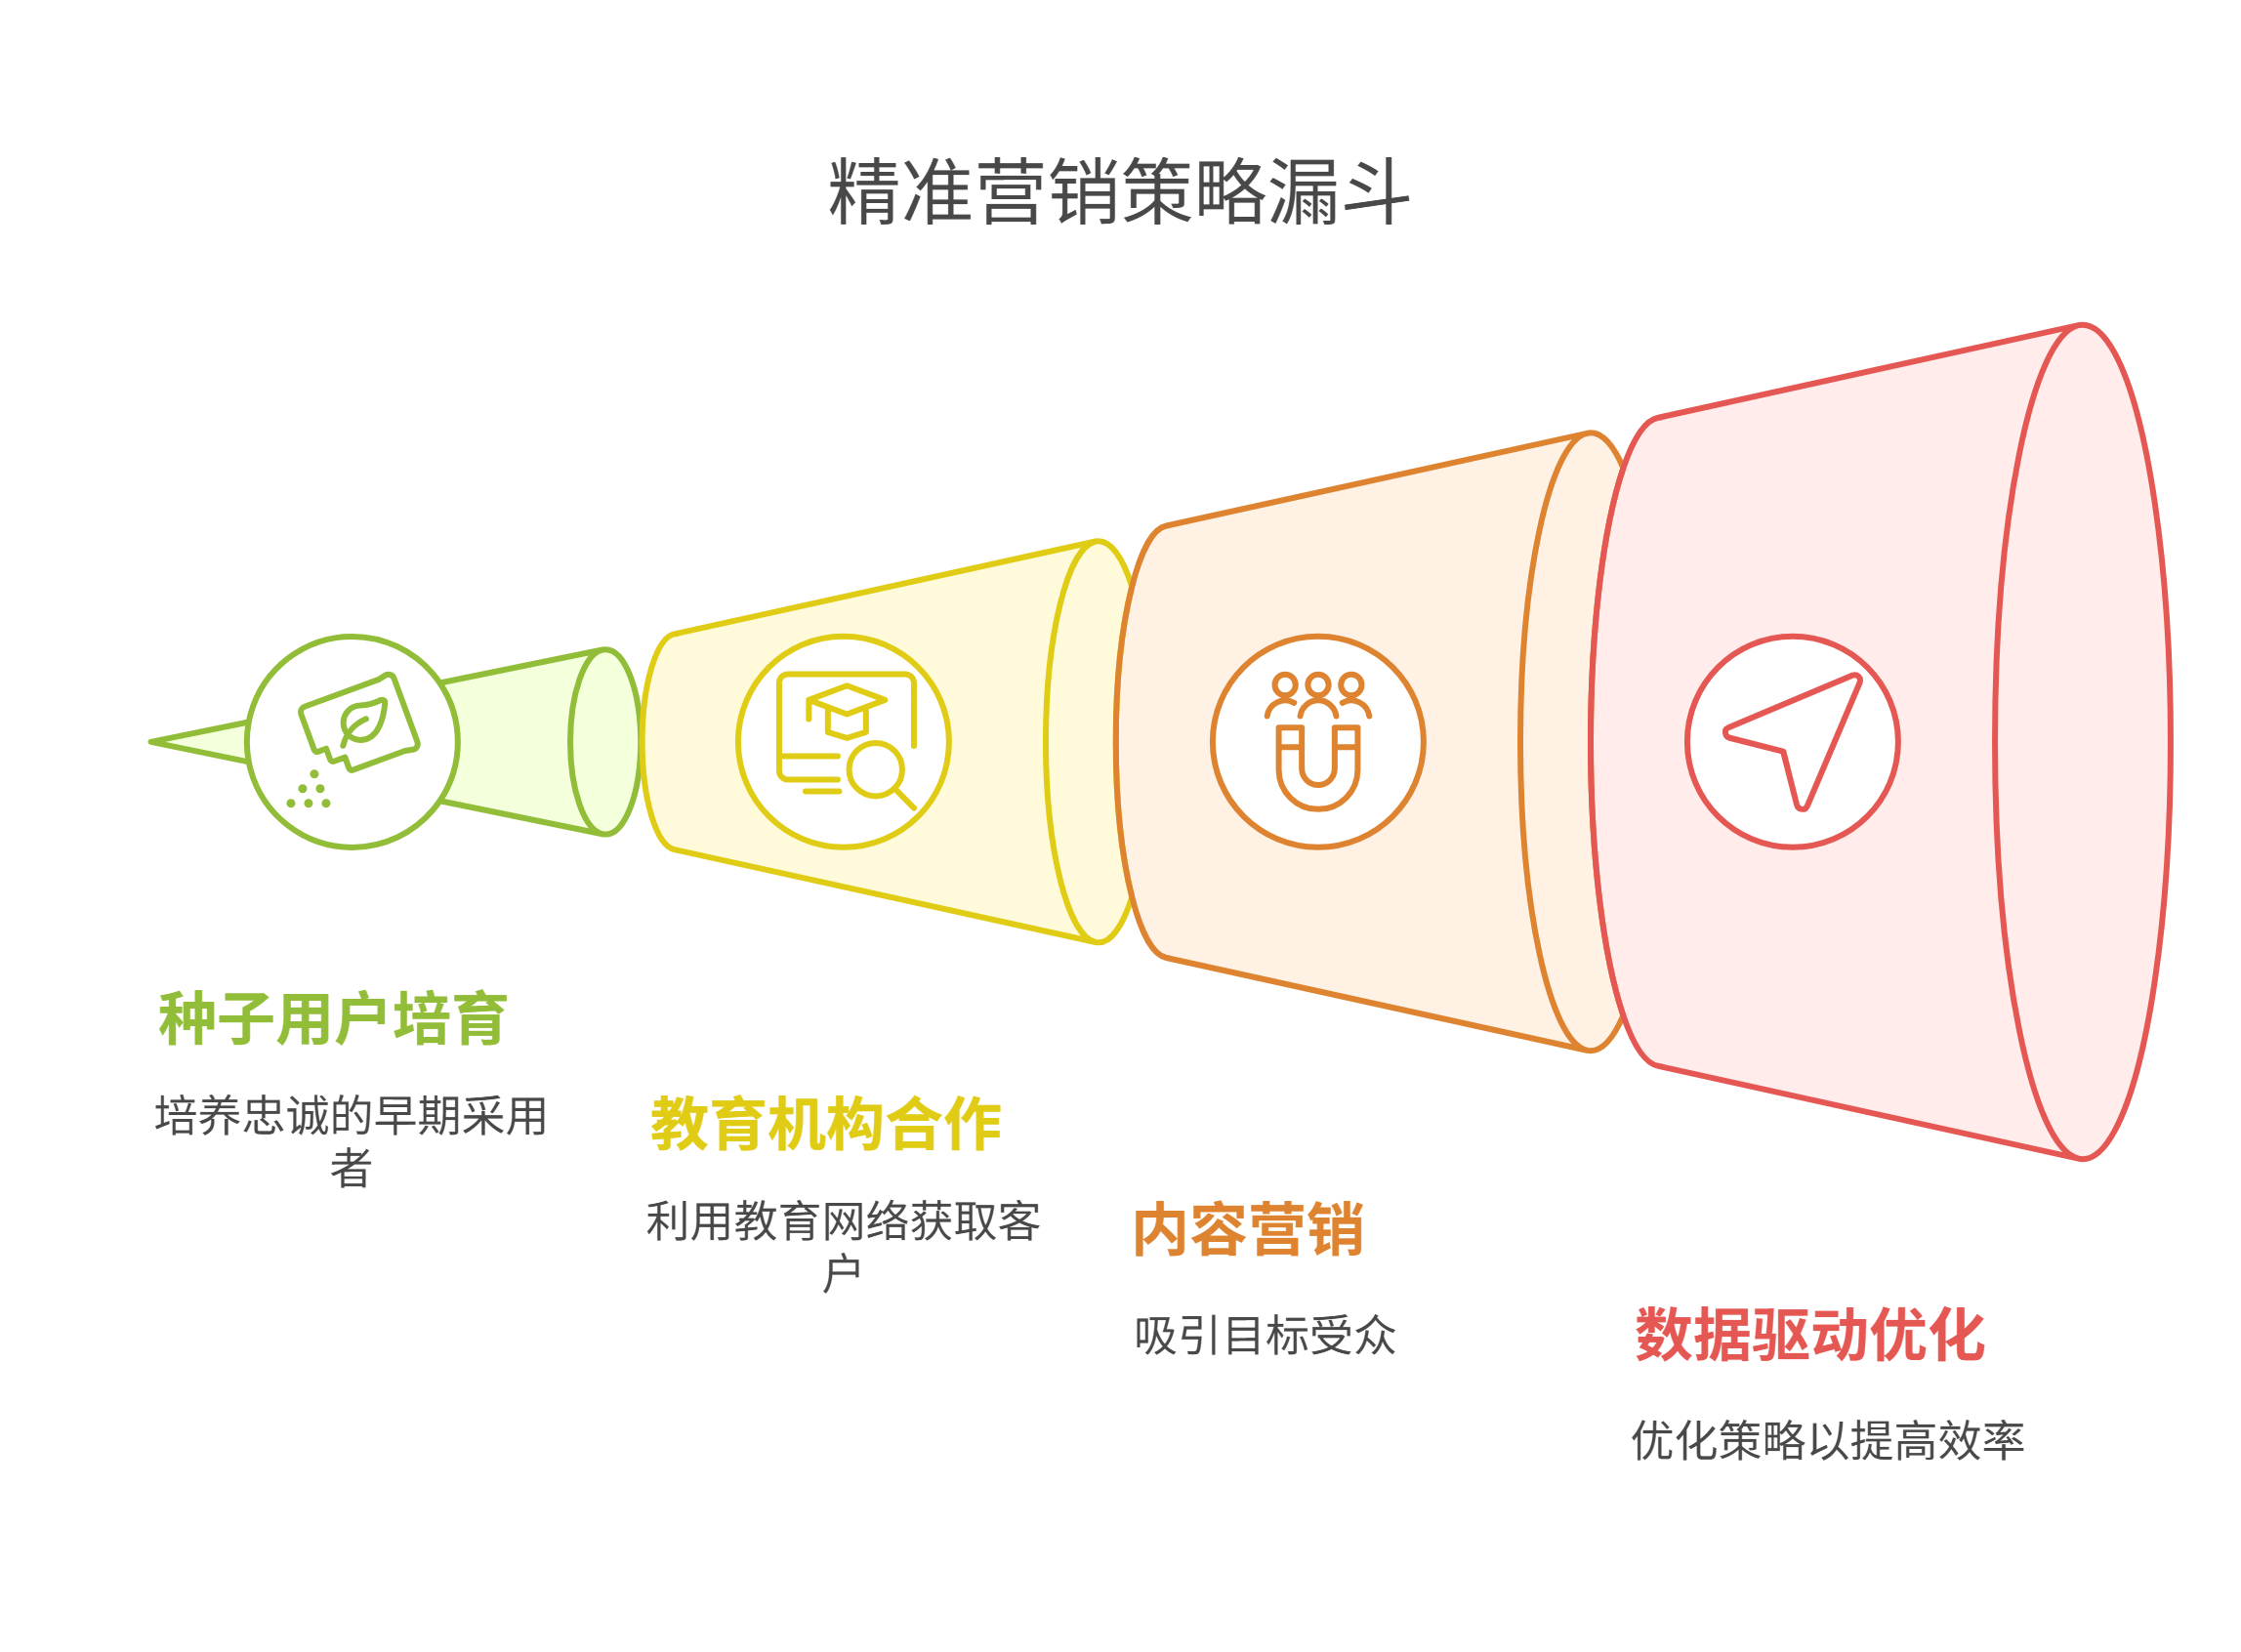 精准营销策略漏斗
种子用户培育
培养忠诚的早期采用
者
教育机构合作
利用教育网络获取客
户
内容营销
吸引目标受众
数据驱动优化
优化策略以提高效率